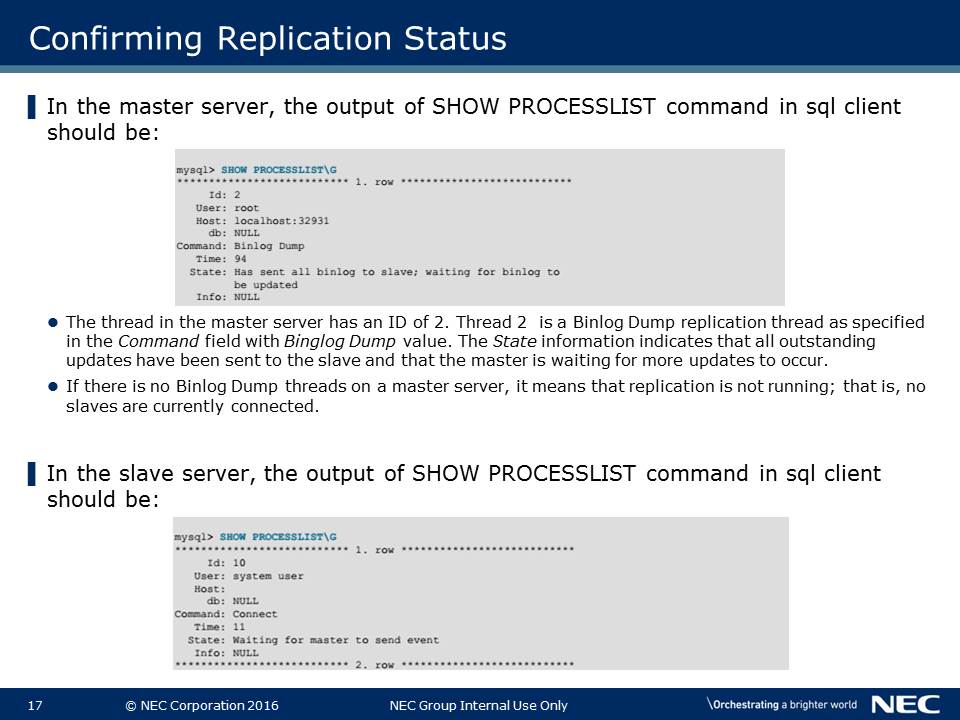 Confirming Replication Status
In the master server, the output of SHOW PROCESSLIST command in sql client
should be:
mysql> SHOW PROCESSLIST\G
*************************** 1. row ***************************
Id: 2
User: root
Host: localhost:32931
db: NULL
Command: Binlog Dump
Time: 94
State: Has sent all binlog to slave; waiting for binlog to
be updated
Info: NULL
The thread in the master server has an ID of 2. Thread 2 is a Binlog Dump replication thread as specified
in the Command field with Binglog Dump value. The State information indicates that all outstanding
updates have been sent to the slave and that the master is waiting for more updates to occur.
If there is no Binlog Dump threads on a master server, it means that replication is not running; that is, no
slaves are currently connected.
In the slave server, the output of SHOW PROCESSLIST command in sql client
should be:
mysql> SHOW PROCESSLIST\G
*************************** 1. row ***************************
Id: 10
User: system user
Host:
db: NULL
Command: Connect
Time: 11
State: Waiting for master to send event
Info: NULL
*************************** 2. row ***************************
17 © NEC Corporation 2016 NEC Group Internal Use Only \Orchestrating a brighter world NEC